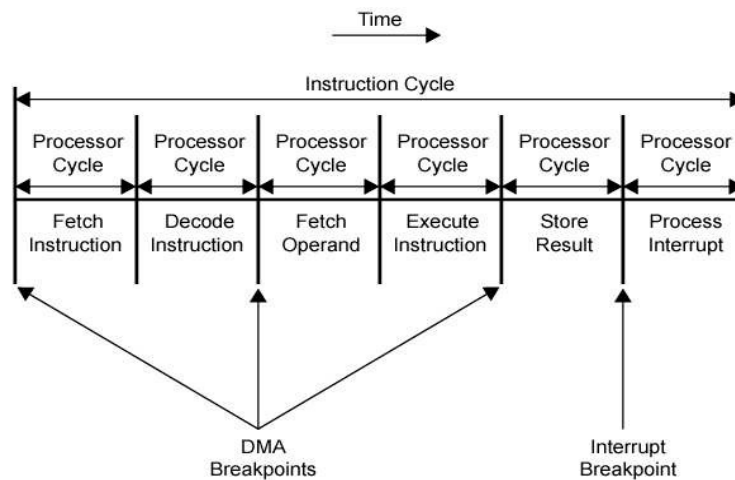 Time
Instruction Cycle
Processor Processor Processor Processor Processor Processor
Cycle Cycle Cycle Cycle Cycle Cycle
Fetch Decode Fetch Execute Store Process
Instruction Instruction Operand Instruction Result Interrupt
DMA Interrupt
Breakpoints Breakpoint